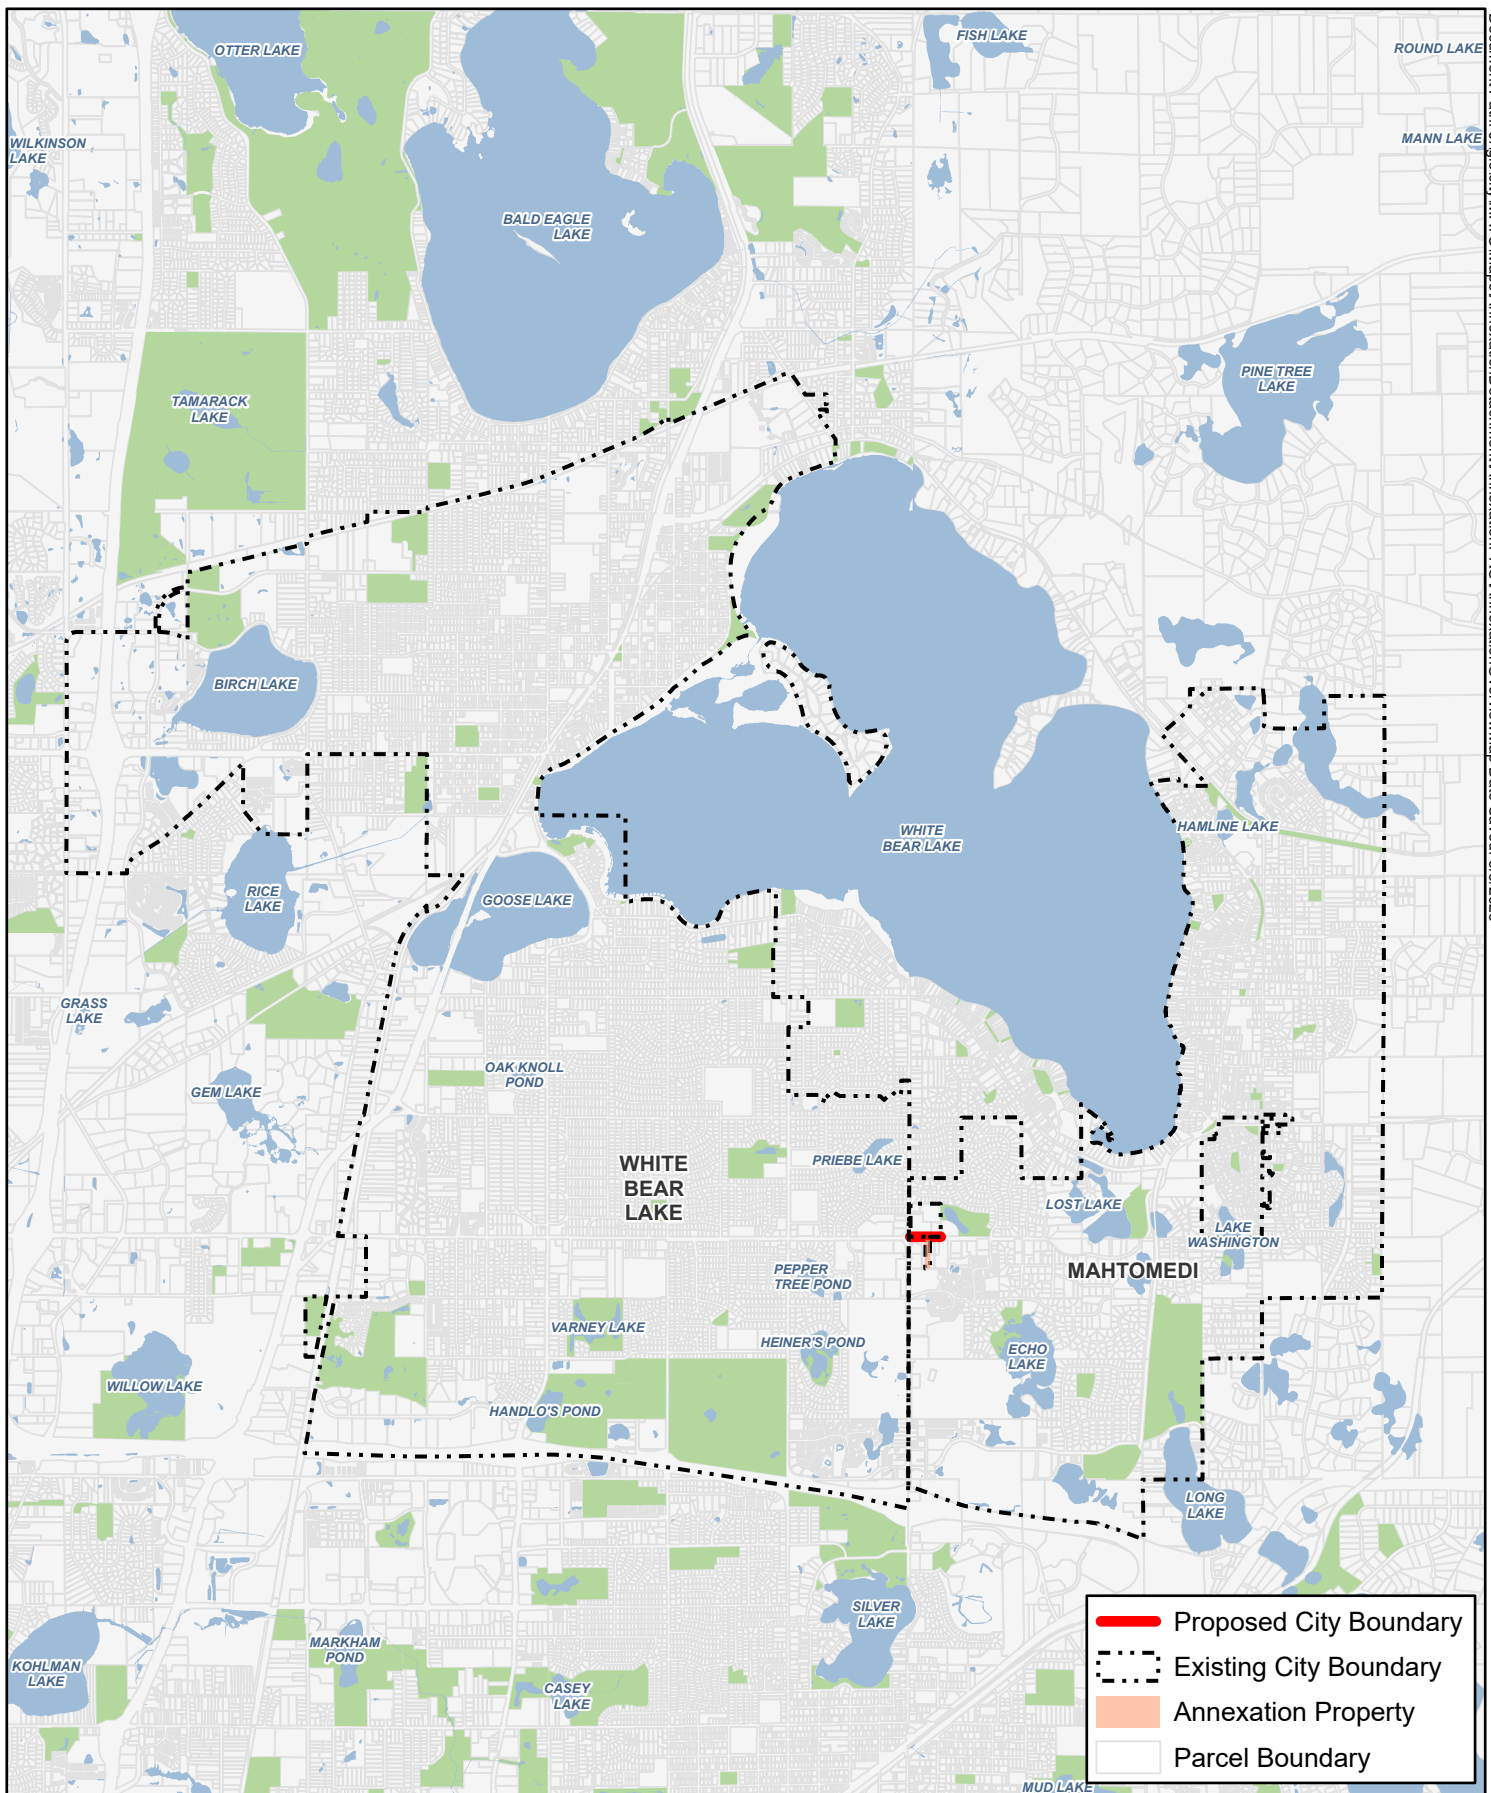 OTTER LAKE
FISH LAKE
ROUND LAKE
WILKINSON
LAKE
MANN LAKE
BALD EAGLE
LAKE
PINE TREE
LAKE
TAMARACK
LAKE
BIRCH LAKE
WHITE
BEAR LAKE
HAMLINE LAKE
RICE
LAKE
GOOSE LAKE
GRASS
LAKE
OAK KNOLL
POND
GEM LAKE
WHITE
BEAR
LAKE
PRIEBE LAKE
LOST LAKE
LAKE
WASHINGTON
PEPPER
TREE POND
MAHTOMEDI
VARNEY LAKE
HEINER'S POND
ECHO
LAKE
WILLOW LAKE
HANDLO'S POND
LONG
LAKE
SILVER
LAKE
MARKHAM
POND
KOHLMAN
LAKE
CASEY
LAKE
MUD LAKE
Proposed City Boundary
Existing City Boundary
Annexation Property
Parcel Boundary